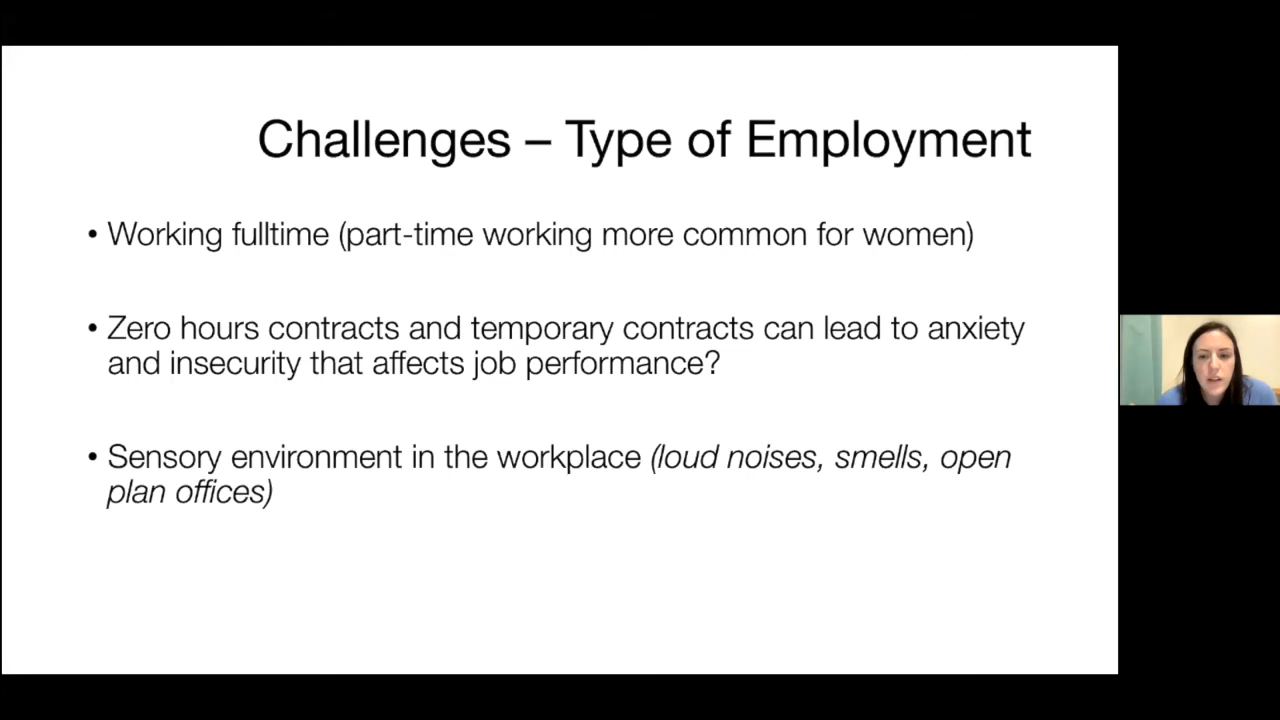 Challenges – Type of Employment
• Working fulltime (part-time working more common for women)
• Zero hours contracts and temporary contracts can lead to anxiety
and insecurity that affects job performance?
• Sensory environment in the workplace (loud noises, smells, open
plan offices)